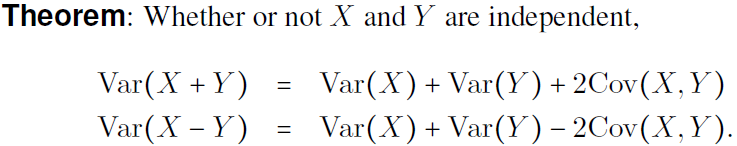 Theorem: Whether or not X and Y are independent,
Var(X + Y) = Var(X) + Var(Y) + 2Cov(X, Y)
Var(X − Y) = Var(X) + Var(Y) − 2Cov(X, Y).